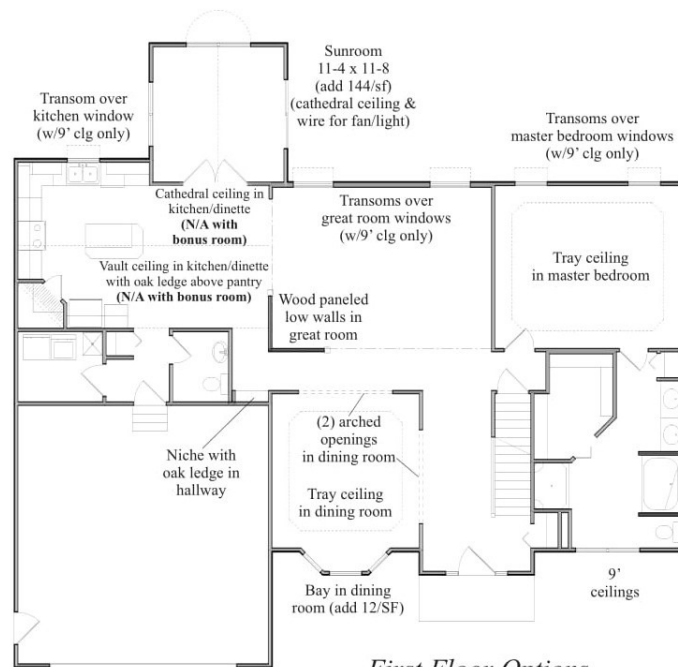 Sunroom
11-4 x 11-8
(add 144/sf)
(cathedral ceiling &
wire for fan/light)
Transom over
kitchen window
(w/9' clg only)
Transoms over
master bedroom windows
(w/9' clg only)
Cathedral ceiling in
kitchen/dinette
(N/A with
bonus room)
Transoms over
great room windows
(w/9' clg only)
Vault ceiling in kitchen/dinette
with oak ledge above pantry
(N/A with bonus room)
Tray ceiling
in master bedroom
Wood paneled
low walls in
great room
Niche with
oak ledge in
hallway
(2) arched
openings
in dining room
Tray ceiling
in dining room
Bay in dining
room (add 12/SF)
9'
ceilings
First Floor Options